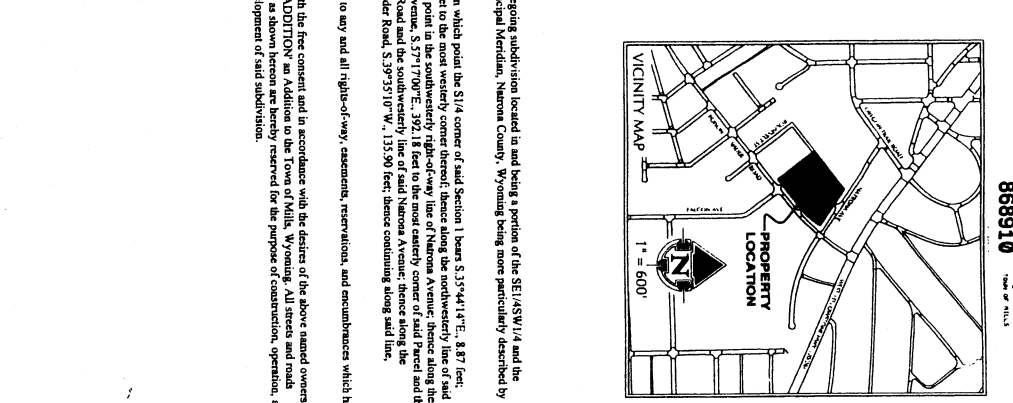 868910
TOWN OF MILLS
PROPERTY
LOCATION
N
1" = 600'
VICINITY MAP
FALCON AVE
egoing subdivision located in and being a portion of the SE1/4SW1/4 and the
cipal Meridian, Natrona County, Wyoming being more particularly described by
n which point the S1/4 corner of said Section 1 bears S.35°44'14"E., 8.87 feet;
et to the most westerly corner thereof; thence along the northwesterly line of said
point in the southwesterly right-of-way line of Natrona Avenue; thence along the
venue, S.57°17'00"E., 392.18 feet to the most easterly corner of said Parcel and th
Road and the southwesterly line of said Natrona Avenue; thence along the
der Road, S.39°35'10"W., 135.90 feet; thence continuing along said line,
to any and all rights-of-way, easements, reservations, and encumbrances which h
th the free consent and in accordance with the desires of the above named owners
ADDITION' an Addition to the Town of Mills, Wyoming. All streets and roads
as shown hereon are hereby reserved for the purpose of construction, operation, a
lopment of said subdivision.